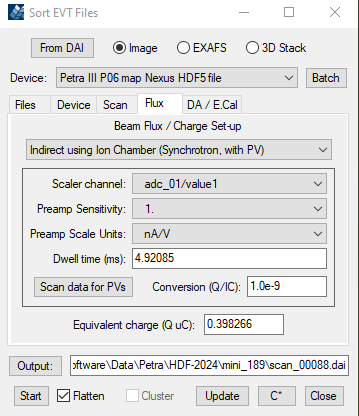 Sort EVT Files
From DAI Image EXAFS 3D Stack
Device: Petra III P06 map Nexus HDF5 file Batch
Files Device Scan Flux DA / E.Cal
Beam Flux / Charge Set-up
Indirect using Ion Chamber (Synchrotron, with PV)
Scaler channel: adc_01/value1
Preamp Sensitivity: 1.
Preamp Scale Units: nA/V
Dwell time (ms): 4.92085
Scan data for PVs Conversion (Q/IC): 1.0e-9
Equivalent charge (Q uC): 0.398266
Output: oftware\Data\Petra\HDF-2024\mini_189\scan_00088.dai
Start Flatten Cluster Update C* Close